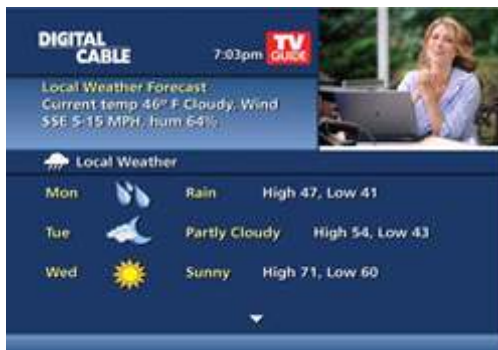 DIGITAL
CABLE
7:03pm
TV
GUIDE
Local Weather Forecast
Current temp 46° F Cloudy, Wind
SSE 5-15 MPH, hum 64%
Local Weather
Mon Rain High 47, Low 41
Tue Partly Cloudy High 54, Low 43
Wed Sunny High 71, Low 60